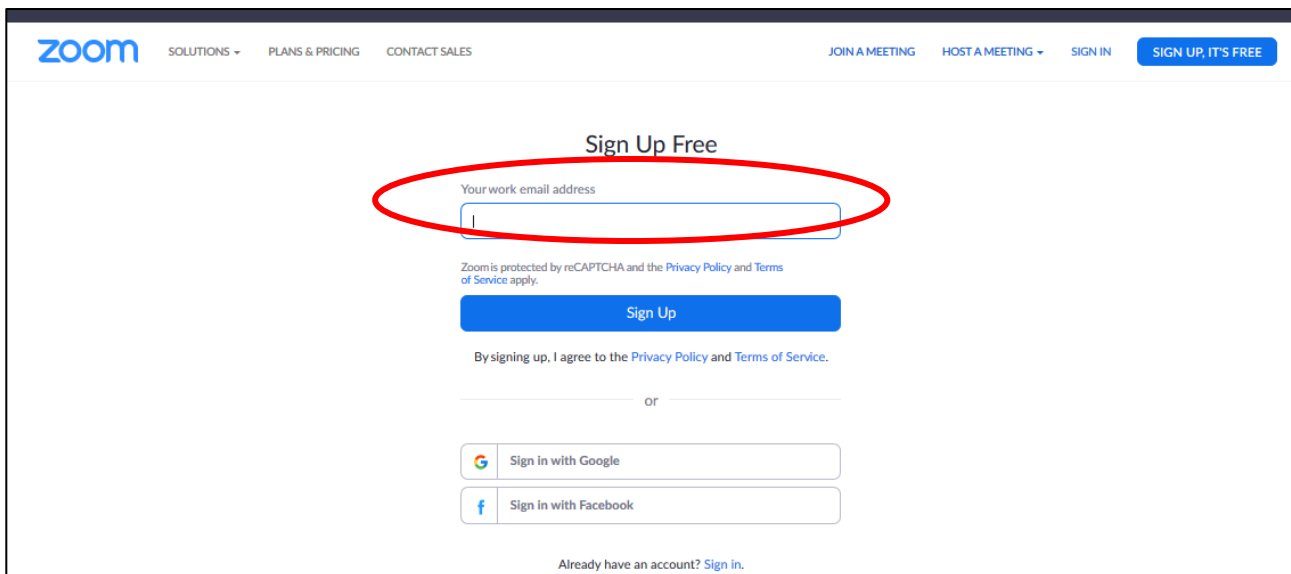 zoom SOLUTIONS PLANS & PRICING CONTACT SALES JOIN A MEETING HOST A MEETING SIGN IN SIGN UP, IT'S FREE
Sign Up Free
Your work email address
Zoom is protected by reCAPTCHA and the Privacy Policy and Terms
of Service apply.
Sign Up
By signing up, I agree to the Privacy Policy and Terms of Service.
or
Sign in with Google
Sign in with Facebook
Already have an account? Sign in.